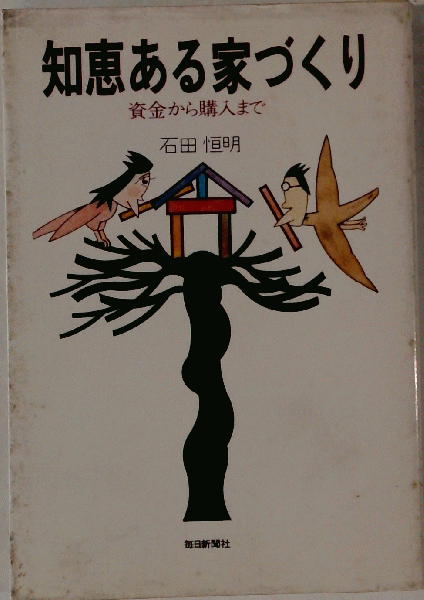 知恵ある家づくり
資金から購入まで
石田 恒明
毎日新聞社